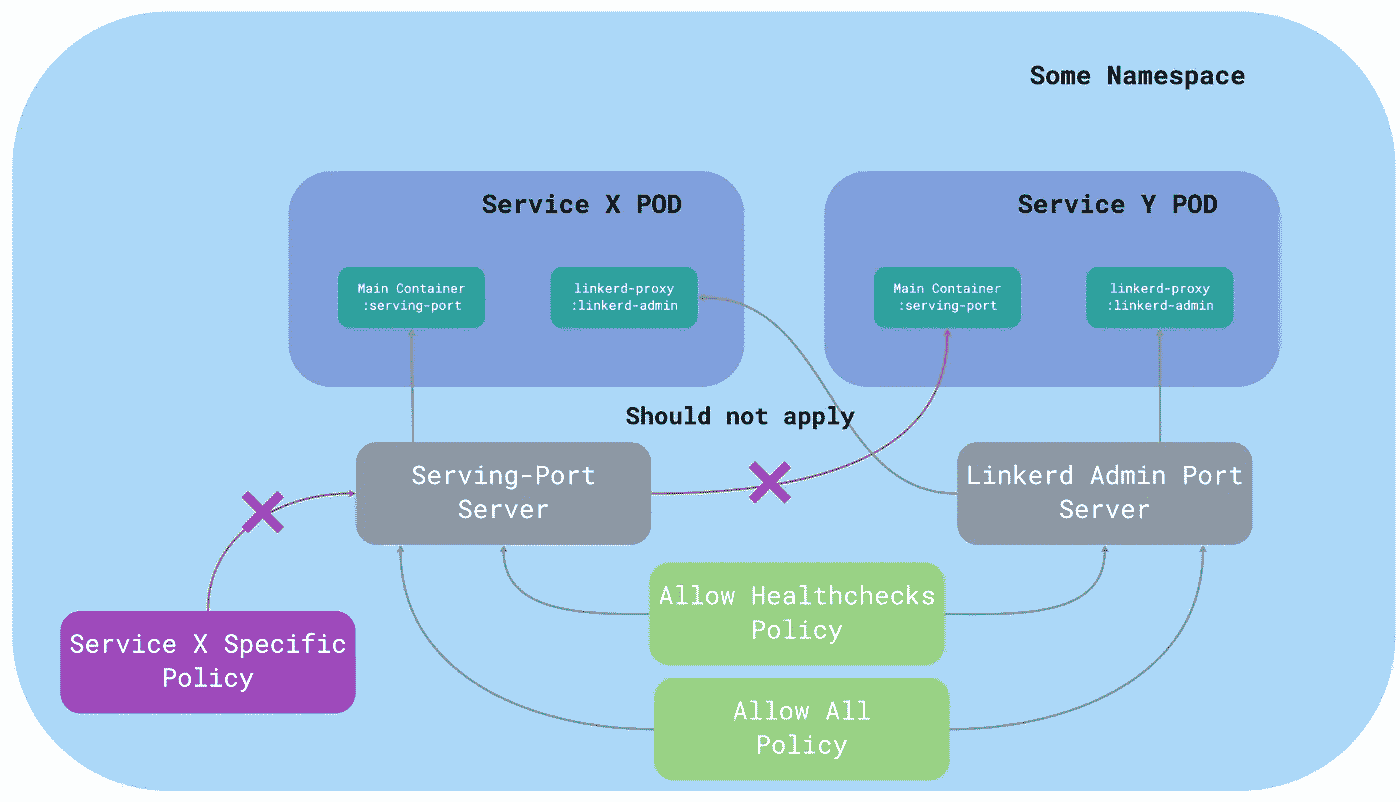 Some Namespace
Service X POD
Service Y POD
Main Container
:serving-port
linkerd-proxy
:linkerd-admin
Main Container
:serving-port
linkerd-proxy
:linkerd-admin
Should not apply
Serving-Port
Server
Linkerd Admin Port
Server
Allow Healthchecks
Policy
Service X Specific
Policy
Allow All
Policy